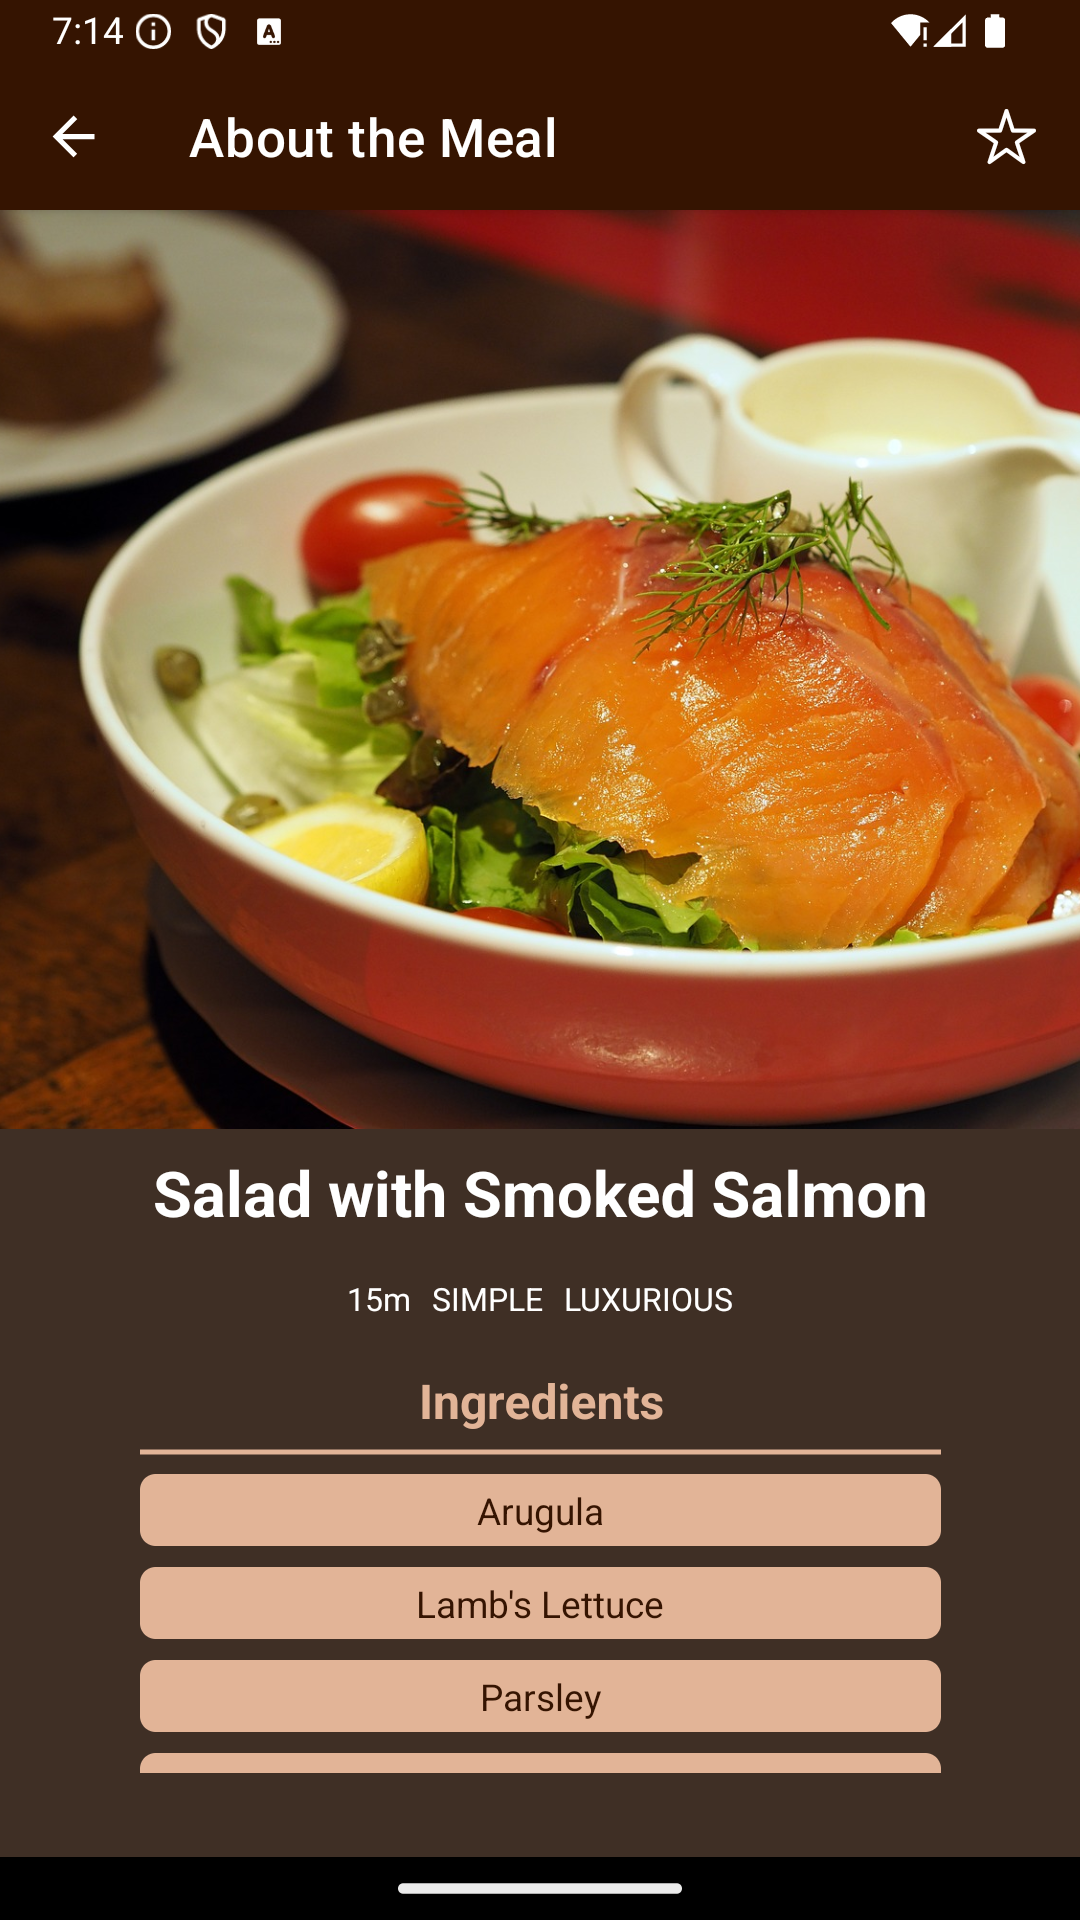 7:14
About the Meal
Salad with Smoked Salmon
15m SIMPLE LUXURIOUS
Ingredients
Arugula
Lamb's Lettuce
Parsley